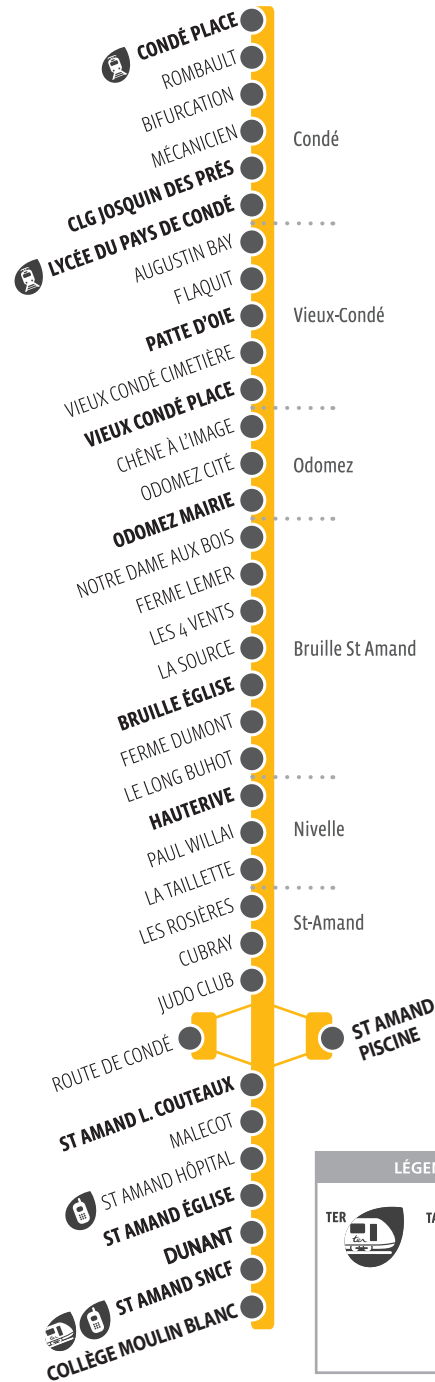 CONDÉ PLACE
ROMBAULT
BIFURCATION
MÉCANICIEN
Condé
CLG JOSQUIN DES PRÉS
LYCÉE DU PAYS DE CONDÉ
AUGUSTIN BAY
FLAQUIT
PATTE D'OIE
Vieux-Condé
VIEUX CONDÉ CIMETIÈRE
VIEUX CONDÉ PLACE
CHÊNE À L'IMAGE
ODOMEZ CITÉ
Odomez
ODOMEZ MAIRIE
NOTRE DAME AUX BOIS
FERME LEMER
LES 4 VENTS
LA SOURCE
Bruille St Amand
BRUILLE ÉGLISE
FERME DUMONT
LE LONG BUHOT
HAUTERIVE
PAUL WILLAI
Nivelle
LA TAILLETTE
LES ROSIÈRES
St-Amand
CUBRAY
JUDO CLUB
ROUTE DE CONDÉ
ST AMAND
PISCINE
ST AMAND L. COUTEAUX
MALECOT
ST AMAND HÔPITAL
ST AMAND ÉGLISE
DUNANT
ST AMAND SNCF
COLLÈGE MOULIN BLANC
LÉGEN
TER
ter
TA